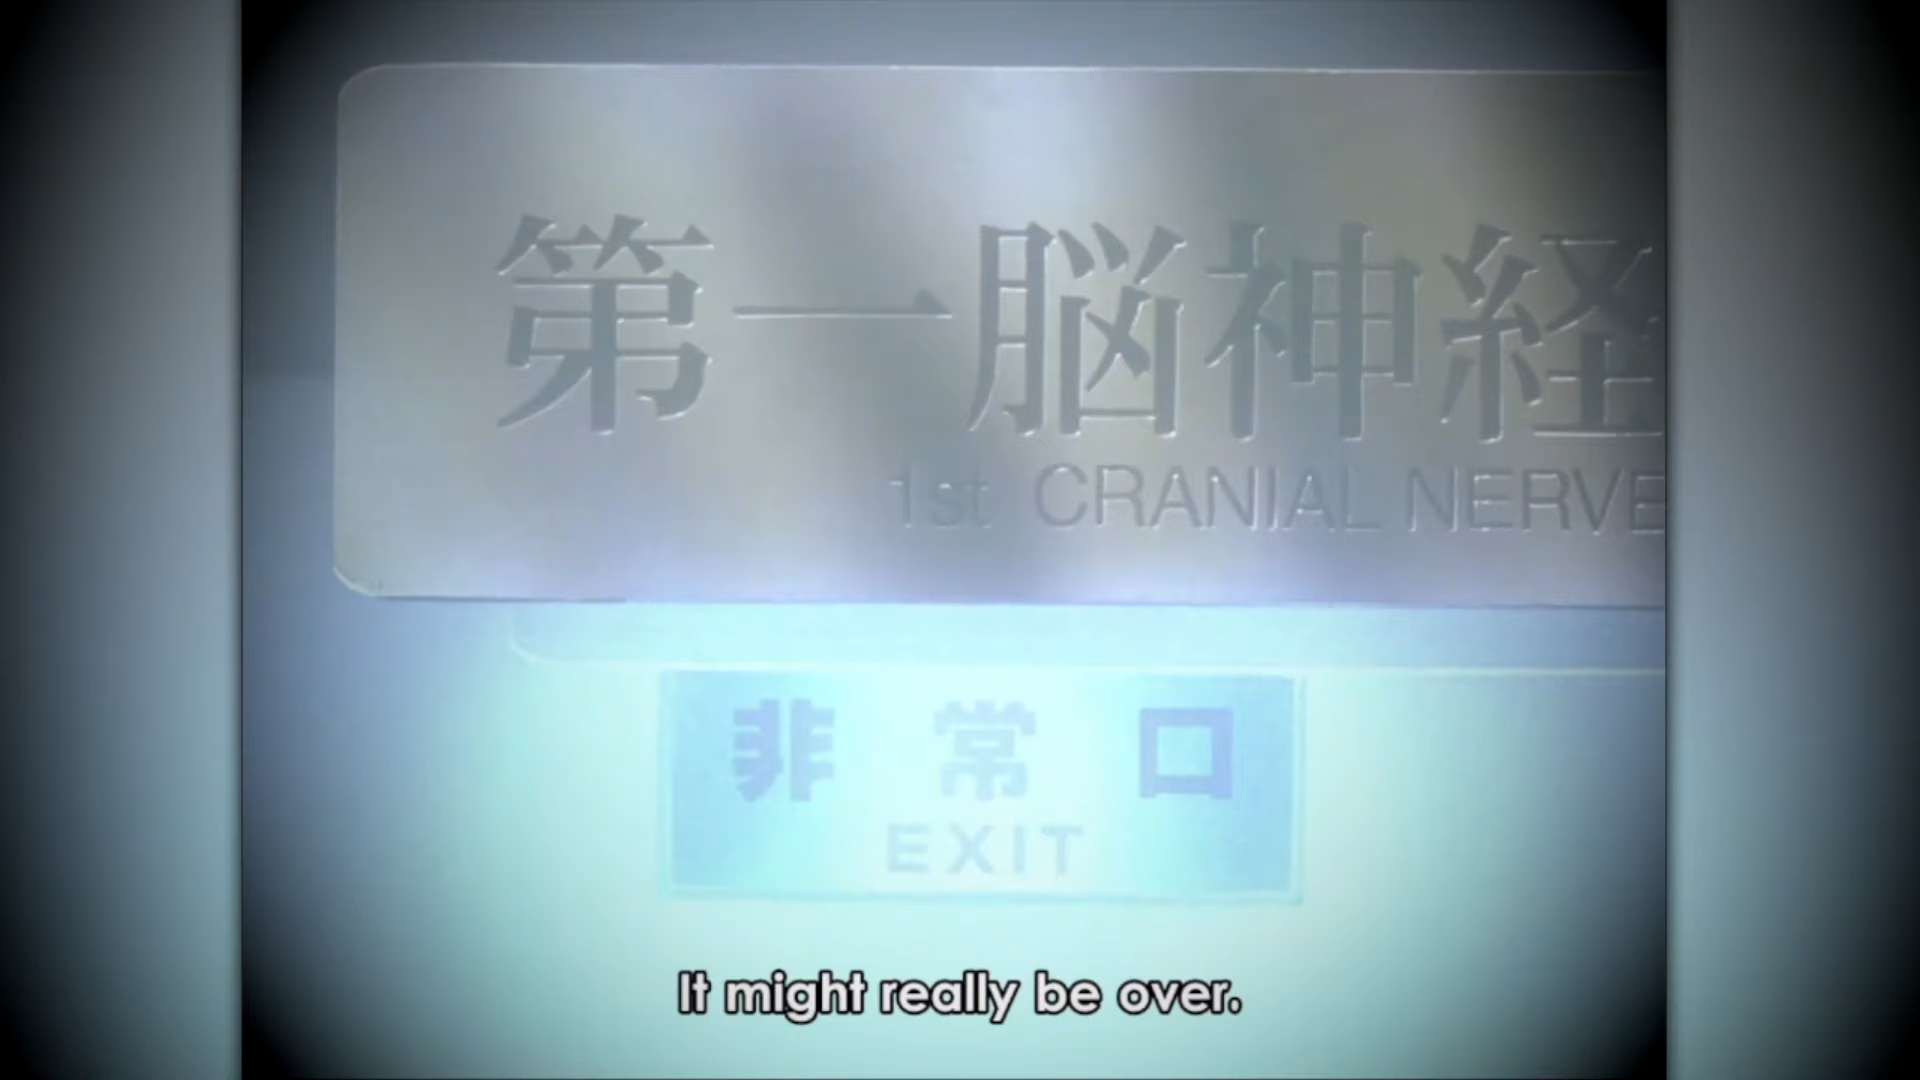 第一脳神経
1st CRANIAL NERVE
非常口
EXIT
It might really be over.